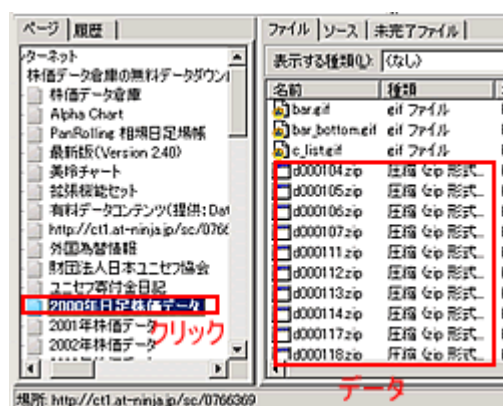 ページ
履歴
ターネット
株価データ倉庫の無料データダウン
株価データ倉庫
Alpha Chart
PanRolling 相場日足場帳
最新版(Version 2.40)
美玲チャート
拡張機能セット
有料データコンテンツ(提供:Dat
http://ct1.at-ninja.jp/sc/0766
外国為替情報
財団法人日本ユニセフ協会
ユニセフ寄付金日記
2000年日足株価データ
2001年株価データ
2002年株価データ
クリック
場所: http://ct1.at-ninja.jp/sc/0766369
ファイル
ソース
未完了ファイル
表示する種類(L):
(なし)
名前
種類
bar.gif
gif ファイル
bar_bottom.gif
gif ファイル
c_list.gif
gif ファイル
d000104.zip
圧縮 (zip 形式...
d000105.zip
圧縮 (zip 形式...
d000106.zip
圧縮 (zip 形式...
d000107.zip
圧縮 (zip 形式...
d000111.zip
圧縮 (zip 形式...
d000112.zip
圧縮 (zip 形式...
d000113.zip
圧縮 (zip 形式...
d000114.zip
圧縮 (zip 形式...
d000117.zip
圧縮 (zip 形式...
d000118.zip
圧縮 (zip 形式...
データ